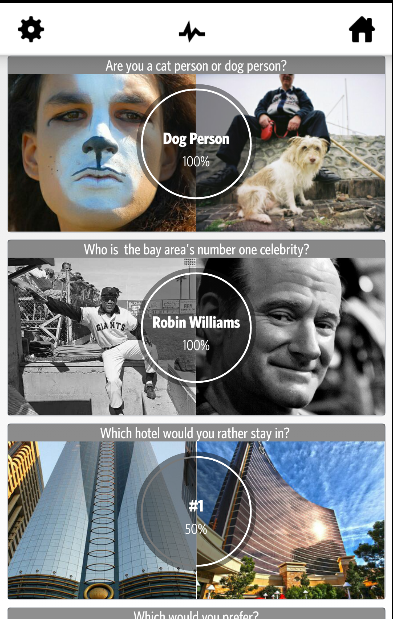 Are you a cat person or dog person?
Dog Person
100%
Who is the bay area's number one celebrity?
GIANTS
Robin Williams
100%
Which hotel would you rather stay in?
#1
50%
Which would you prefer?